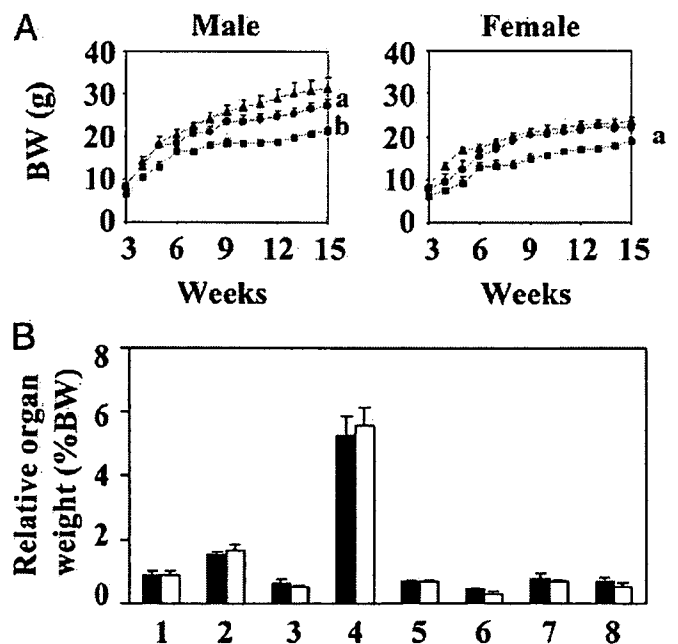 A
Male
Female
BW (g)
40
30
20
10
0
a
b
3 6 9 12 15
Weeks
40
30
20
10
0
a
3 6 9 12 15
Weeks
B
Relative organ
weight (%BW)
8
6
4
2
0
1 2 3 4 5 6 7 8